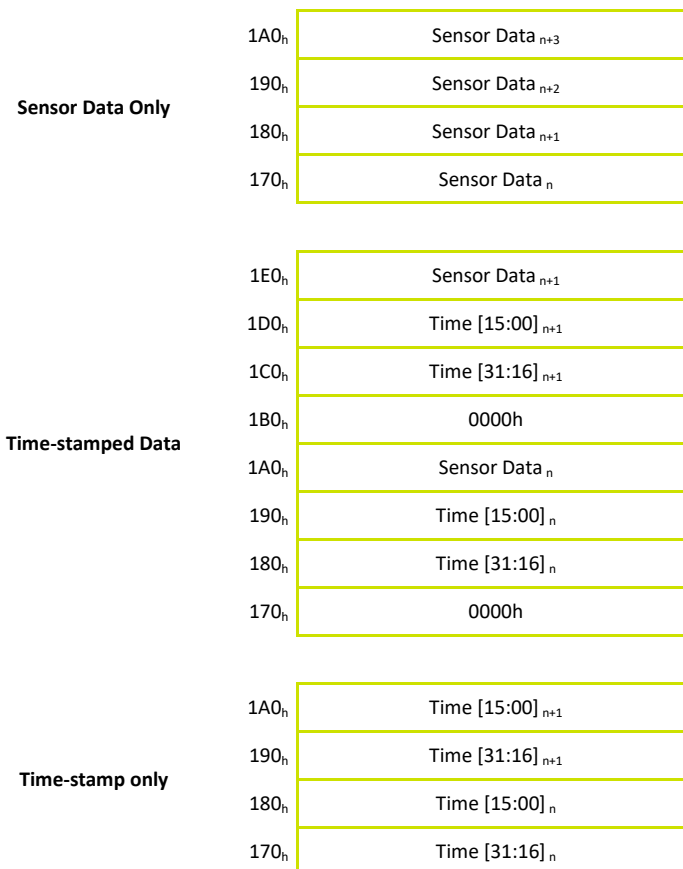 1A0h Sensor Data n+3
190h Sensor Data n+2
Sensor Data Only
180h Sensor Data n+1
170h Sensor Data n
1E0h Sensor Data n+1
1D0h Time [15:00] n+1
1C0h Time [31:16] n+1
1B0h 0000h
Time-stamped Data
1A0h Sensor Data n
190h Time [15:00] n
180h Time [31:16] n
170h 0000h
1A0h Time [15:00] n+1
190h Time [31:16] n+1
Time-stamp only
180h Time [15:00] n
170h Time [31:16] n